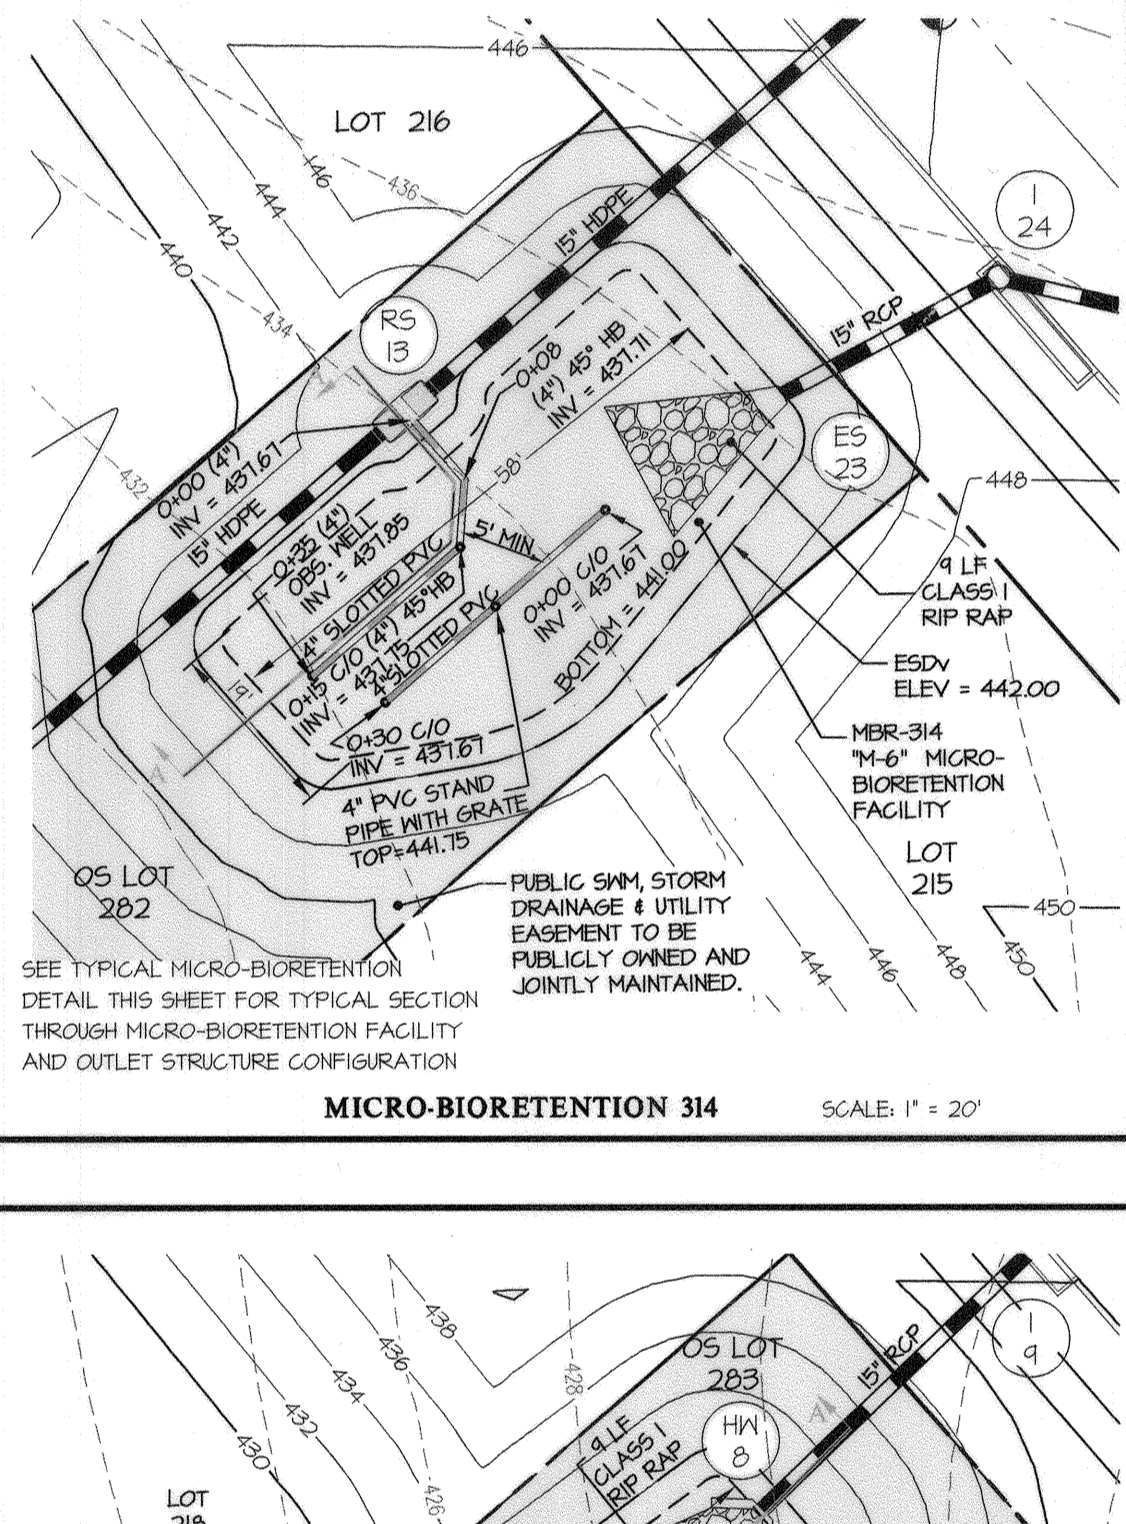 446
LOT 216
446
444
442
440
436
434
432
15" HDPE
RS
13
I
24
15" RCP
0+08
(4") 45° HB
INV = 437.71
0+00 (4")
INV = 437.67
15" HDPE
58'
ES
23
448
0+35 (4")
OBS. WELL
INV = 437.85
5' MIN.
4" SLOTTED PVC
0+15 C/O (4") 45°HB
INV = 437.75
4" SLOTTED PVC
0+00 C/O
INV = 437.67
BOTTOM = 441.00
19'
0+30 C/O
INV = 437.67
4" PVC STAND
PIPE WITH GRATE
TOP=441.75
9 LF
CLASS I
RIP RAP
ESDv
ELEV = 442.00
MBR-314
"M-6" MICRO-
BIORETENTION
FACILITY
LOT
215
OS LOT
282
PUBLIC SWM, STORM
DRAINAGE & UTILITY
EASEMENT TO BE
PUBLICLY OWNED AND
JOINTLY MAINTAINED.
450
444
446
448
450
SEE TYPICAL MICRO-BIORETENTION
DETAIL THIS SHEET FOR TYPICAL SECTION
THROUGH MICRO-BIORETENTION FACILITY
AND OUTLET STRUCTURE CONFIGURATION
MICRO-BIORETENTION 314
SCALE: 1" = 20'
438
436
434
432
430
428
426
OS LOT
283
15" RCP
I
9
HW
8
9 LF
CLASS I
RIP RAP
LOT
218